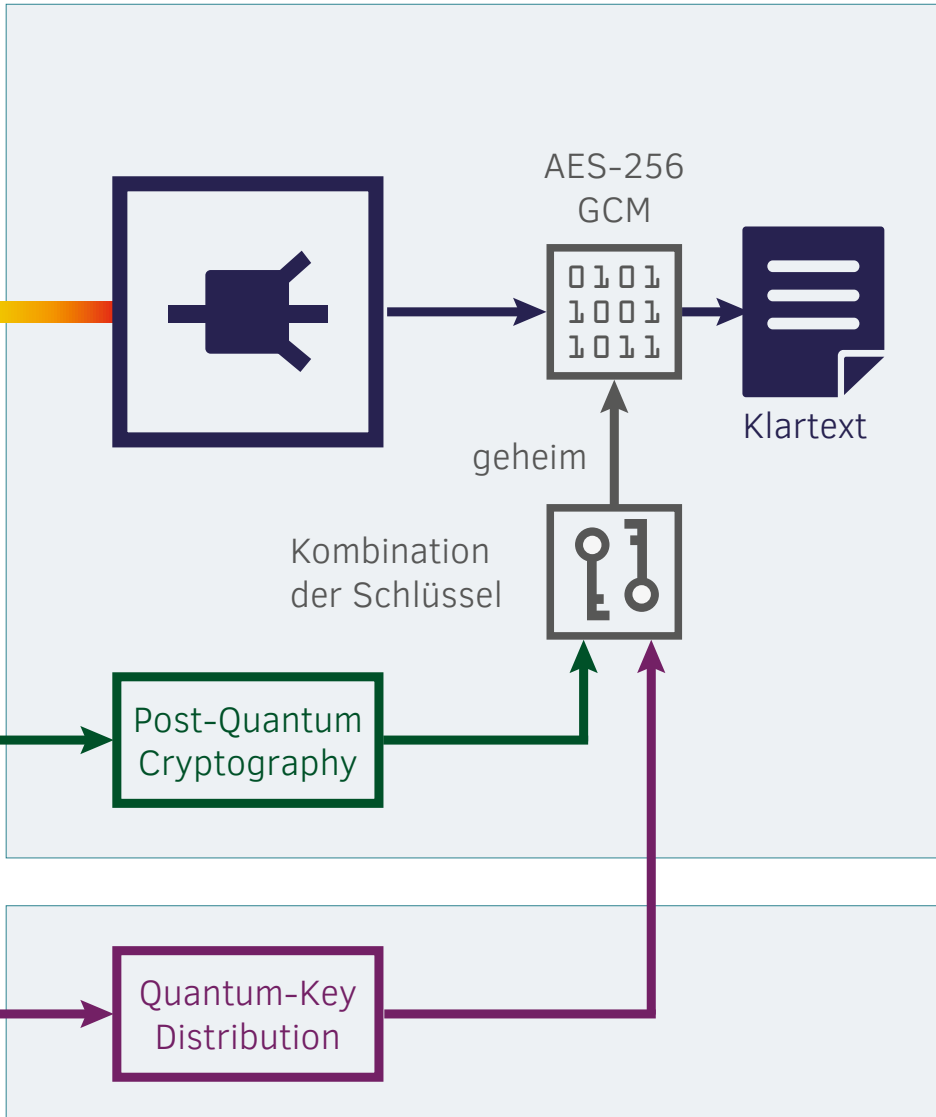 AES-256
GCM
0101
1001
1011
Klartext
geheim
Kombination
der Schlüssel
Post-Quantum
Cryptography
Quantum-Key
Distribution